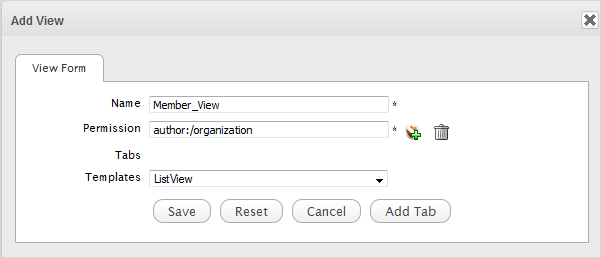 Add View
View Form
Name Member_View *
Permission author:/organization *
Tabs
Templates ListView
Save Reset Cancel Add Tab